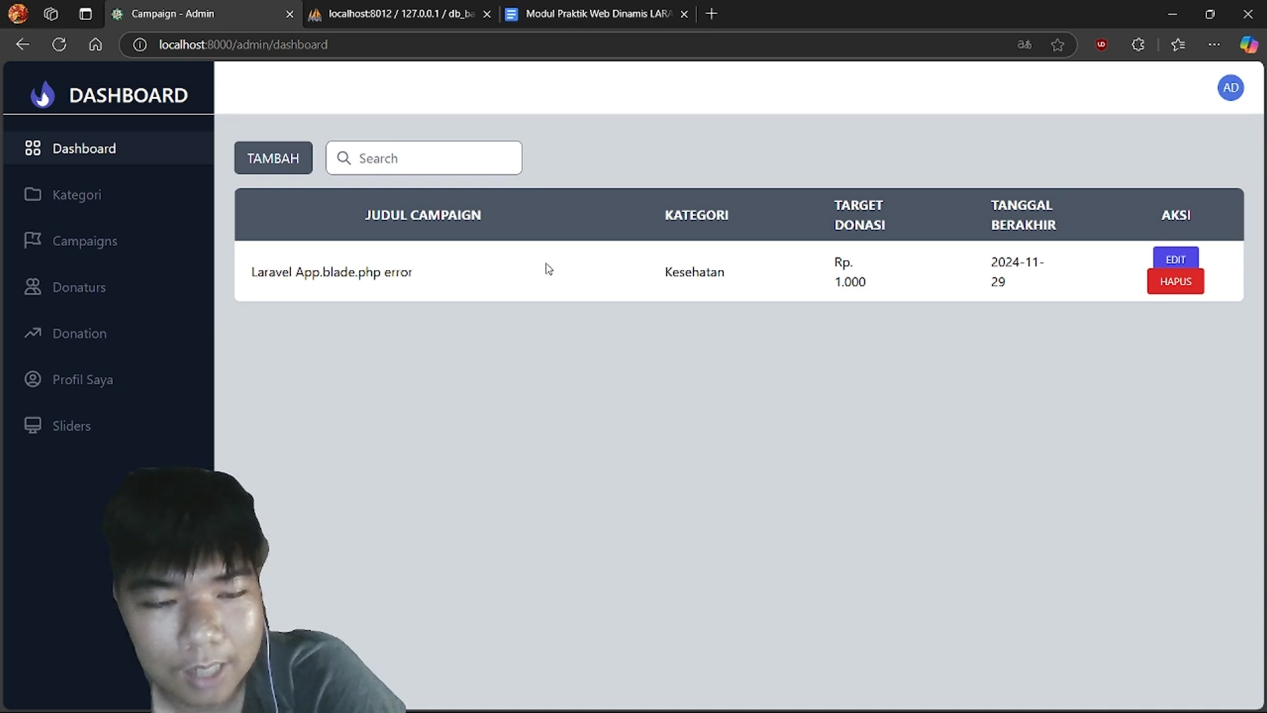 Campaign - Admin
localhost:8012 / 127.0.0.1 / db_ba
Modul Praktik Web Dinamis LARA
localhost:8000/admin/dashboard
DASHBOARD
AD
Dashboard
Kategori
Campaigns
Donaturs
Donation
Profil Saya
Sliders
TAMBAH
Search
JUDUL CAMPAIGN
KATEGORI
TARGET
DONASI
TANGGAL
BERAKHIR
AKSI
Laravel App.blade.php error
Kesehatan
Rp.
1.000
2024-11-
29
EDIT
HAPUS